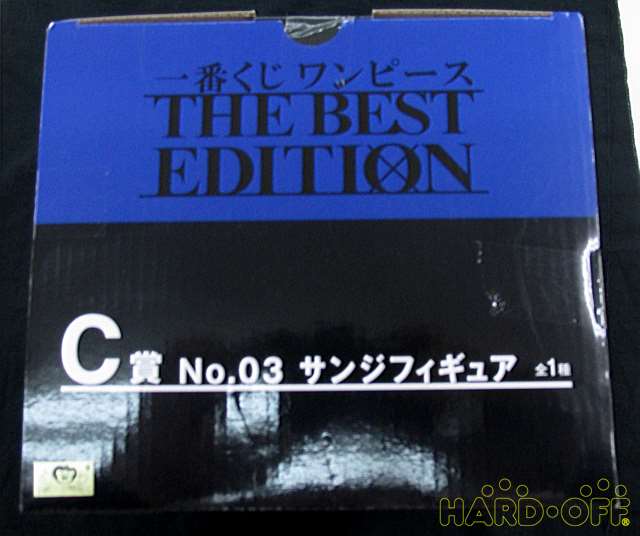 一番くじ ワンピース
THE BEST
EDITION
C賞 No.03 サンジフィギュア 全1種
HARD-OFF